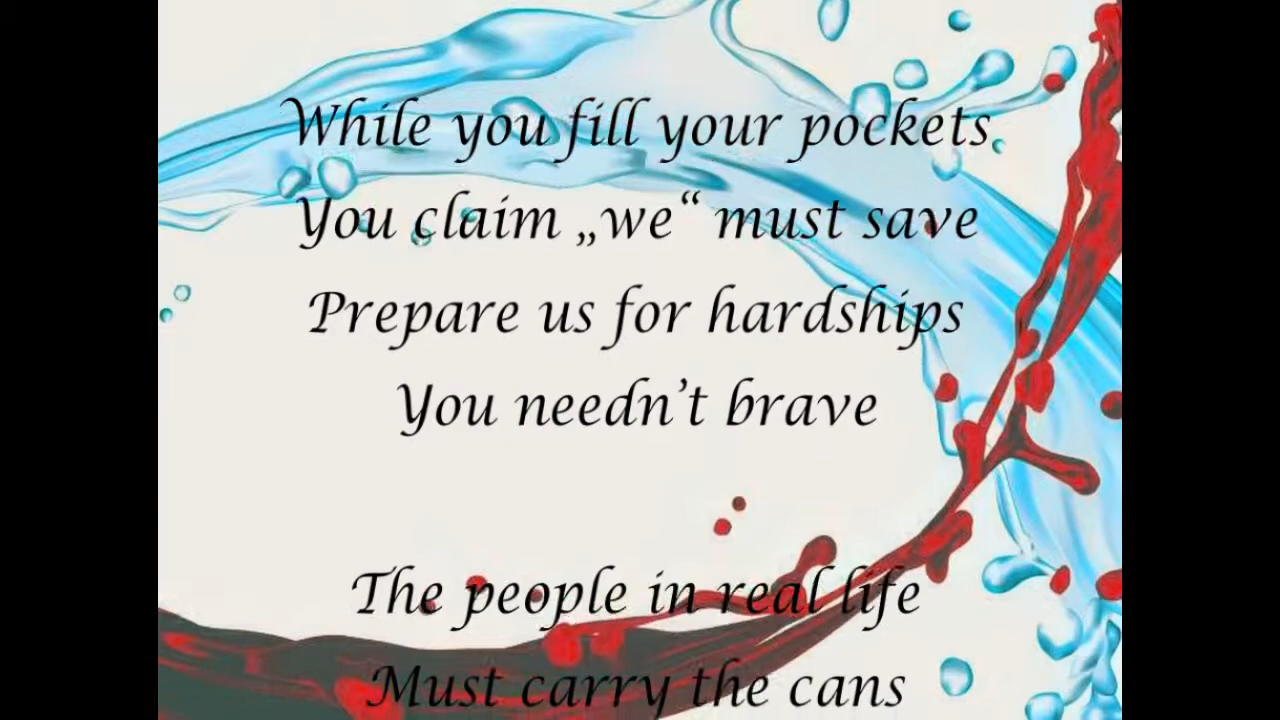 While you fill your pockets
You claim „we“ must save
Prepare us for hardships
You needn’t brave
The people in real life
Must carry the cans